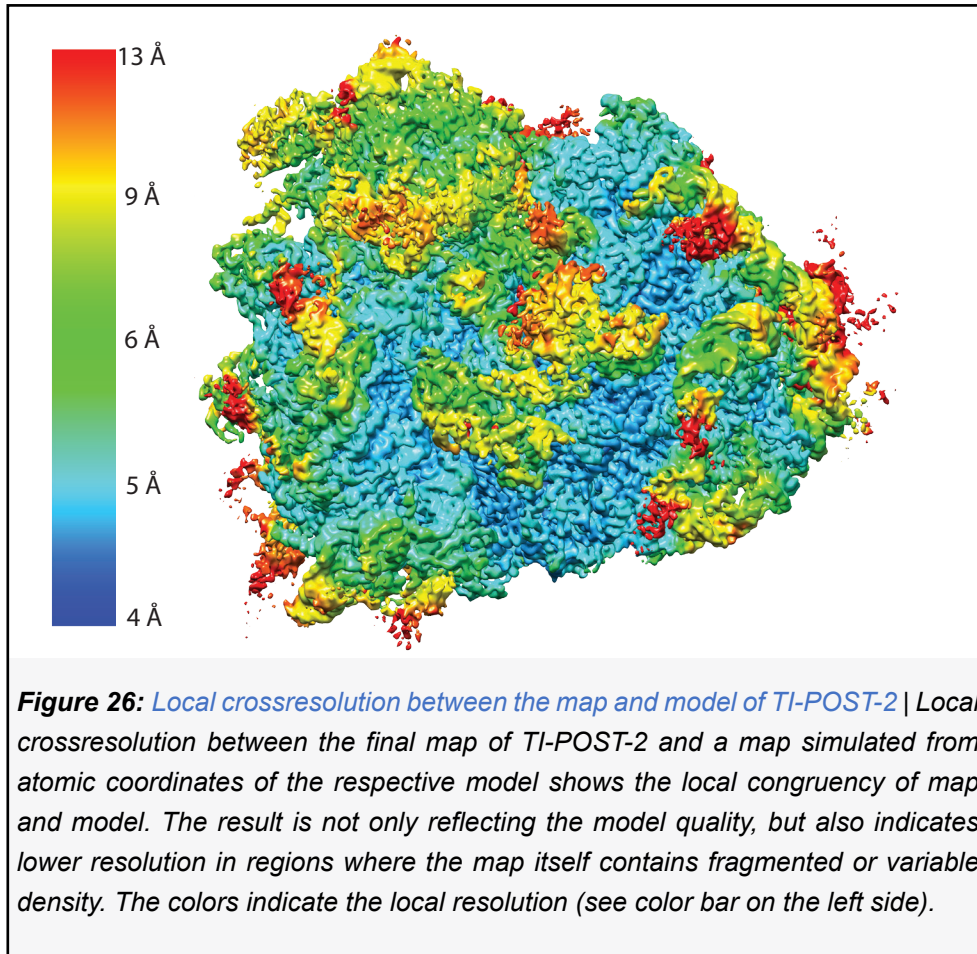 13 Å
9 Å
6 Å
5 Å
4 Å
Figure 26: Local crossresolution between the map and model of TI-POST-2 | Local
crossresolution between the final map of TI-POST-2 and a map simulated from
atomic coordinates of the respective model shows the local congruency of map
and model. The result is not only reflecting the model quality, but also indicates
lower resolution in regions where the map itself contains fragmented or variable
density. The colors indicate the local resolution (see color bar on the left side).